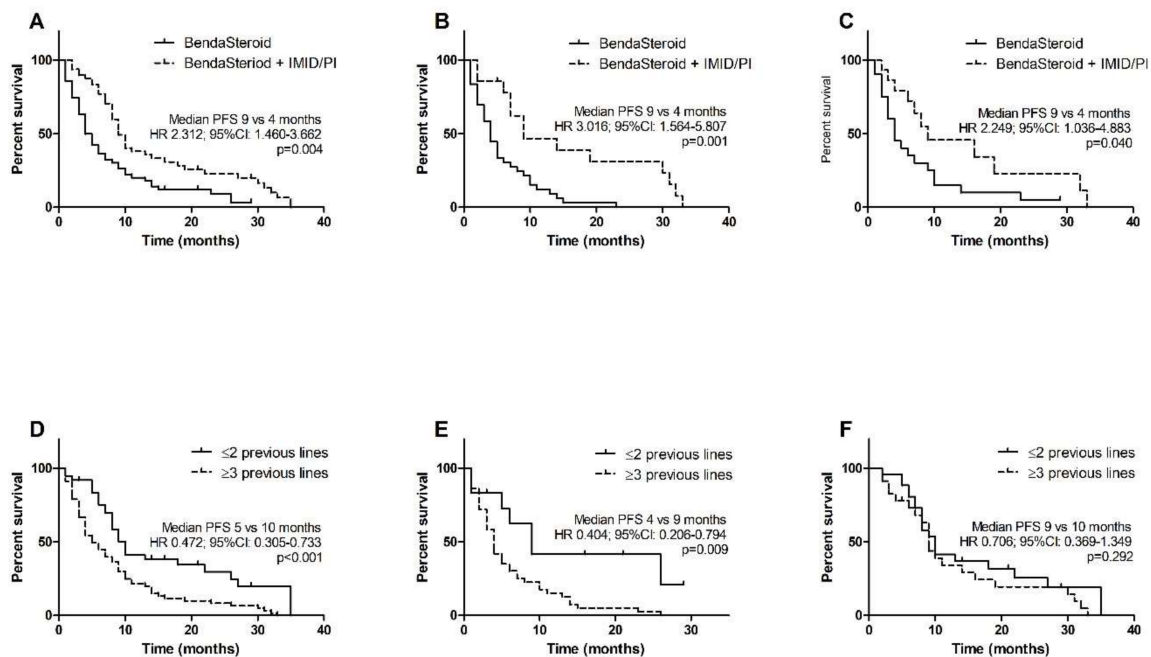 A
BendaSteroid
BendaSteriod + IMID/PI
Percent survival
100
50
0
Median PFS 9 vs 4 months
HR 2.312; 95%CI: 1.460-3.662
p=0.004
0 10 20 30 40
Time (months)
B
BendaSteroid
BendaSteroid + IMID/PI
Percent survival
100
50
0
Median PFS 9 vs 4 months
HR 3.016; 95%CI: 1.564-5.807
p=0.001
0 10 20 30 40
Time (months)
C
BendaSteroid
BendaSteroid + IMID/PI
Percent survival
100
50
0
Median PFS 9 vs 4 months
HR 2.249; 95%CI: 1.036-4.883
p=0.040
0 10 20 30 40
Time (months)
D
≤2 previous lines
≥3 previous lines
Percent survival
100
50
0
Median PFS 5 vs 10 months
HR 0.472; 95%CI: 0.305-0.733
p<0.001
0 10 20 30 40
Time (months)
E
≤2 previous lines
≥3 previous lines
Percent survival
100
50
0
Median PFS 4 vs 9 months
HR 0.404; 95%CI: 0.206-0.794
p=0.009
0 10 20 30
Time (months)
F
≤2 previous lines
≥3 previous lines
Percent survival
100
50
0
Median PFS 9 vs 10 months
HR 0.706; 95%CI: 0.369-1.349
p=0.292
0 10 20 30 40
Time (months)